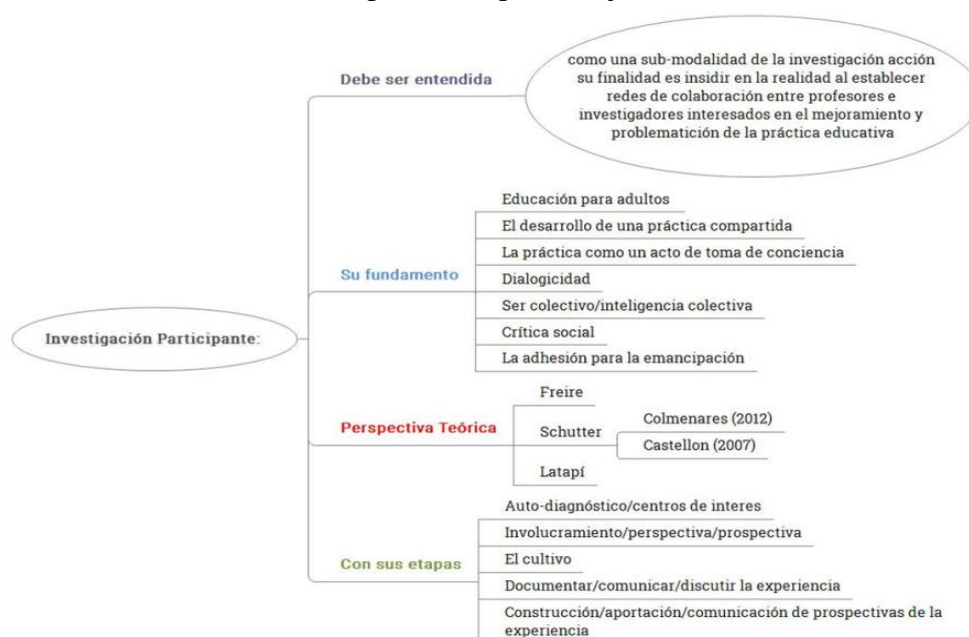 Debe ser entendida
como una sub-modalidad de la investigación acción
su finalidad es insidir en la realidad al establecer
redes de colaboración entre profesores e
investigadores interesados en el mejoramiento y
problematición de la práctica educativa
Investigación Participante:
Su fundamento
Educación para adultos
El desarrollo de una práctica compartida
La práctica como un acto de toma de conciencia
Dialogicidad
Ser colectivo/inteligencia colectiva
Crítica social
La adhesión para la emancipación
Perspectiva Teórica
Freire
Schutter
Colmenares (2012)
Castellon (2007)
Latapí
Con sus etapas
Auto-diagnóstico/centros de interes
Involucramiento/perspectiva/prospectiva
El cultivo
Documentar/comunicar/discutir la experiencia
Construcción/aportación/comunicación de prospectivas de la
experiencia